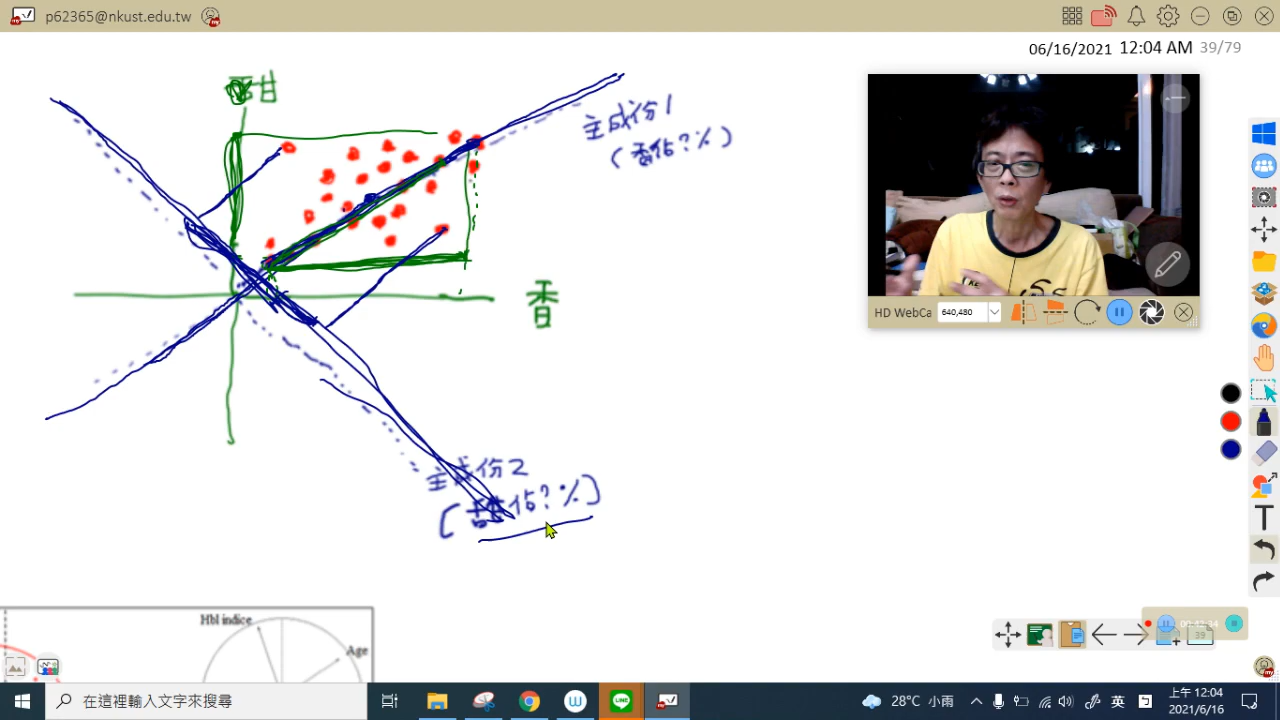 p62365@nkust.edu.tw
06/16/2021 12:04 AM 39/79
甜
主成份1
(香佔?%)
香
HD WebCa 640,480
主成份2
佔?%)
Hbl indice
Age
39
在這裡輸入文字來搜尋
28°C 小雨
英
上午 12:04
2021/6/16